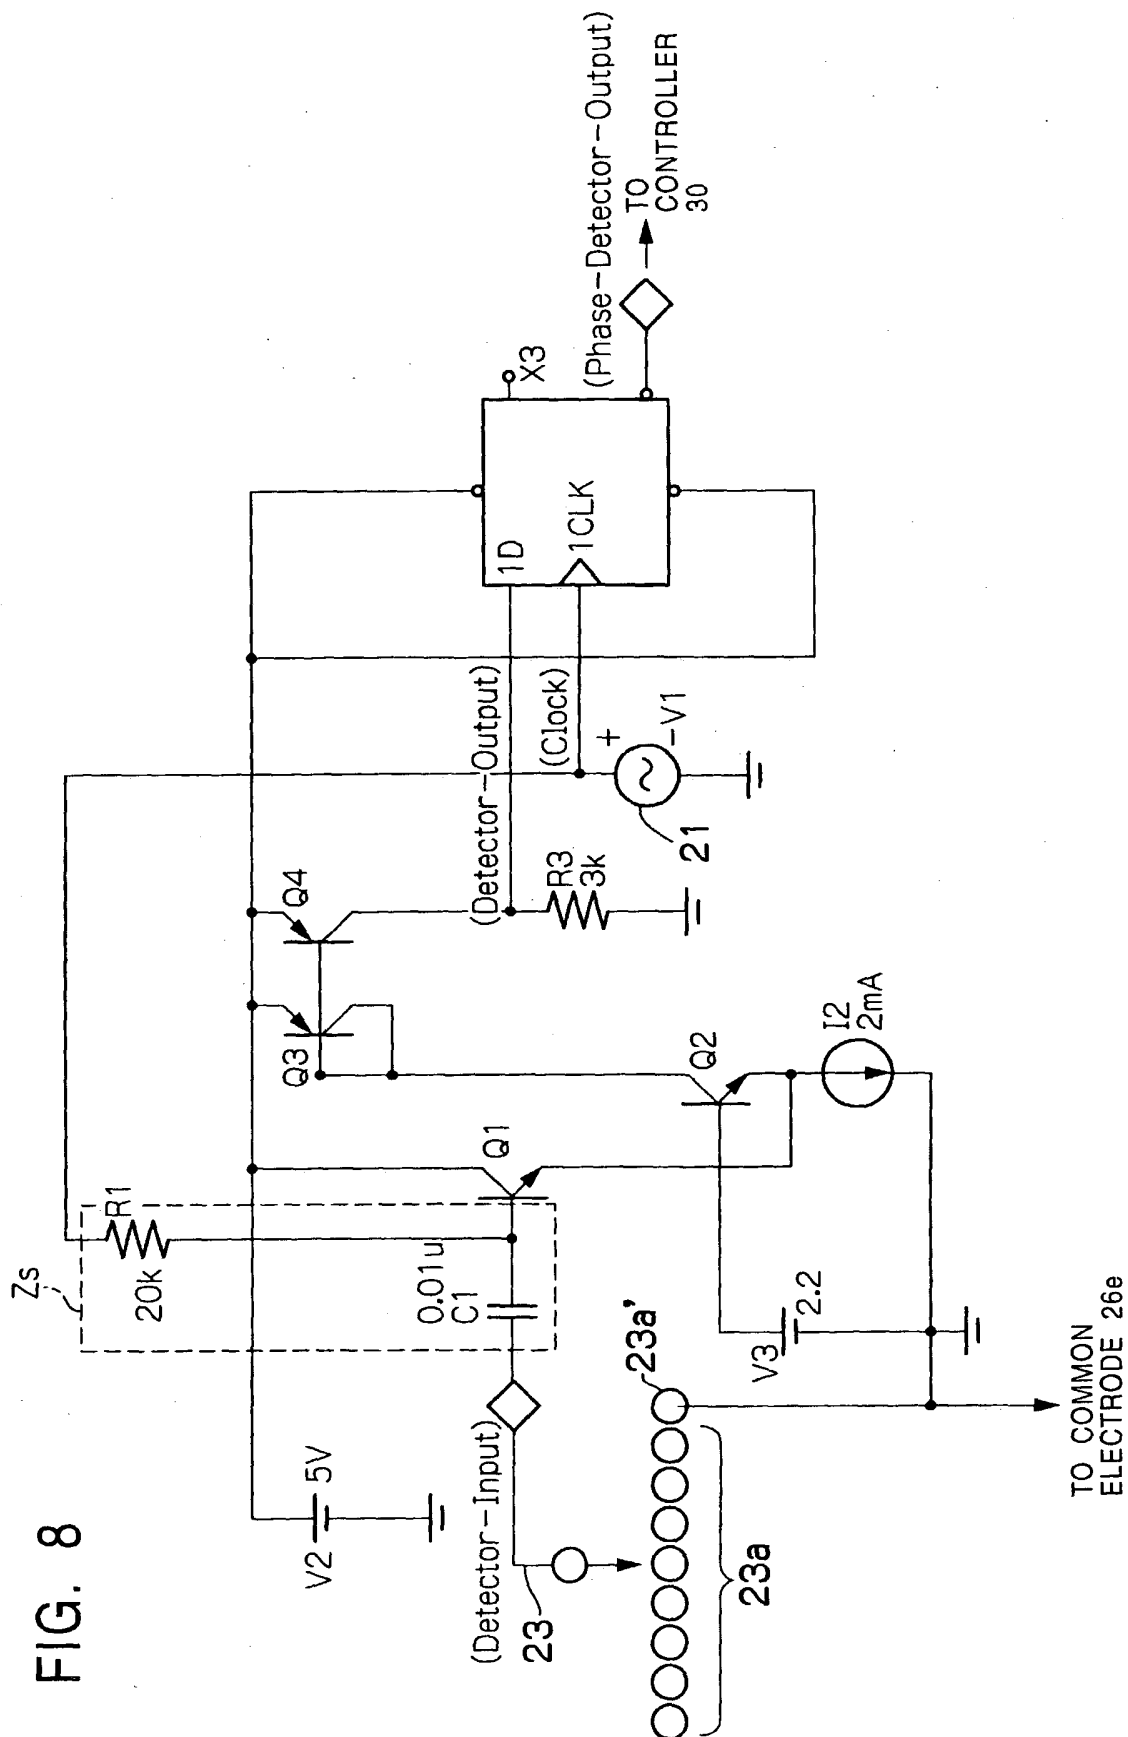 FIG. 8
Zs
R1
20k
0.01u
C1
V2
5V
(Detector-Input)
23
23a
23a'
Q1
Q2
Q3
Q4
V3
2.2
I2
2mA
R3
3k
(Detector-Output)
(Clock)
21
+
-V1
1D
1CLK
X3
(Phase-Detector-Output)
TO
CONTROLLER
30
TO COMMON
ELECTRODE 26e